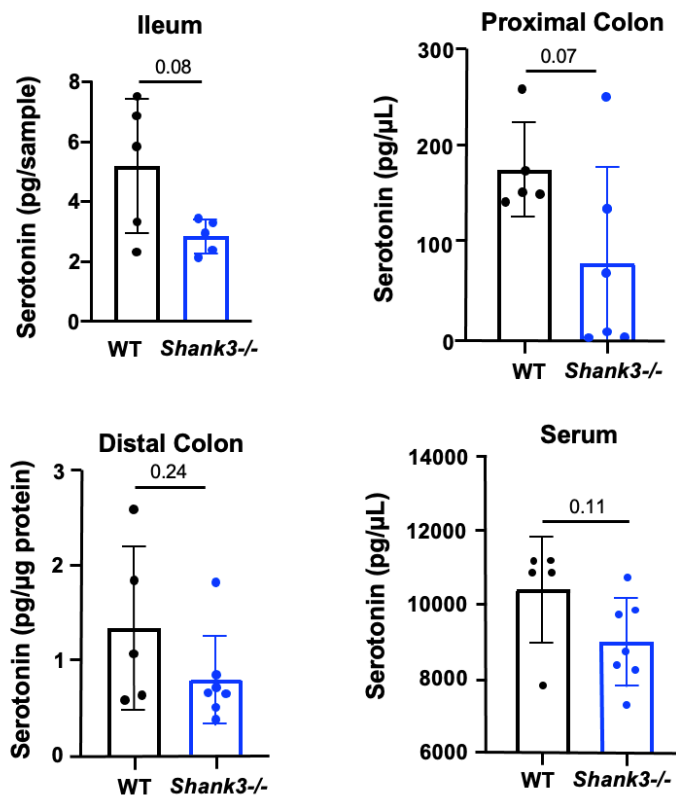 Ileum
0.08
8
6
4
2
0
Serotonin (pg/sample)
WT Shank3-/-
Proximal Colon
0.07
300
200
100
0
Serotonin (pg/µL)
WT Shank3-/-
Distal Colon
0.24
3
2
1
0
Serotonin (pg/µg protein)
WT Shank3-/-
Serum
0.11
14000
12000
10000
8000
6000
Serotonin (pg/µL)
WT Shank3-/-